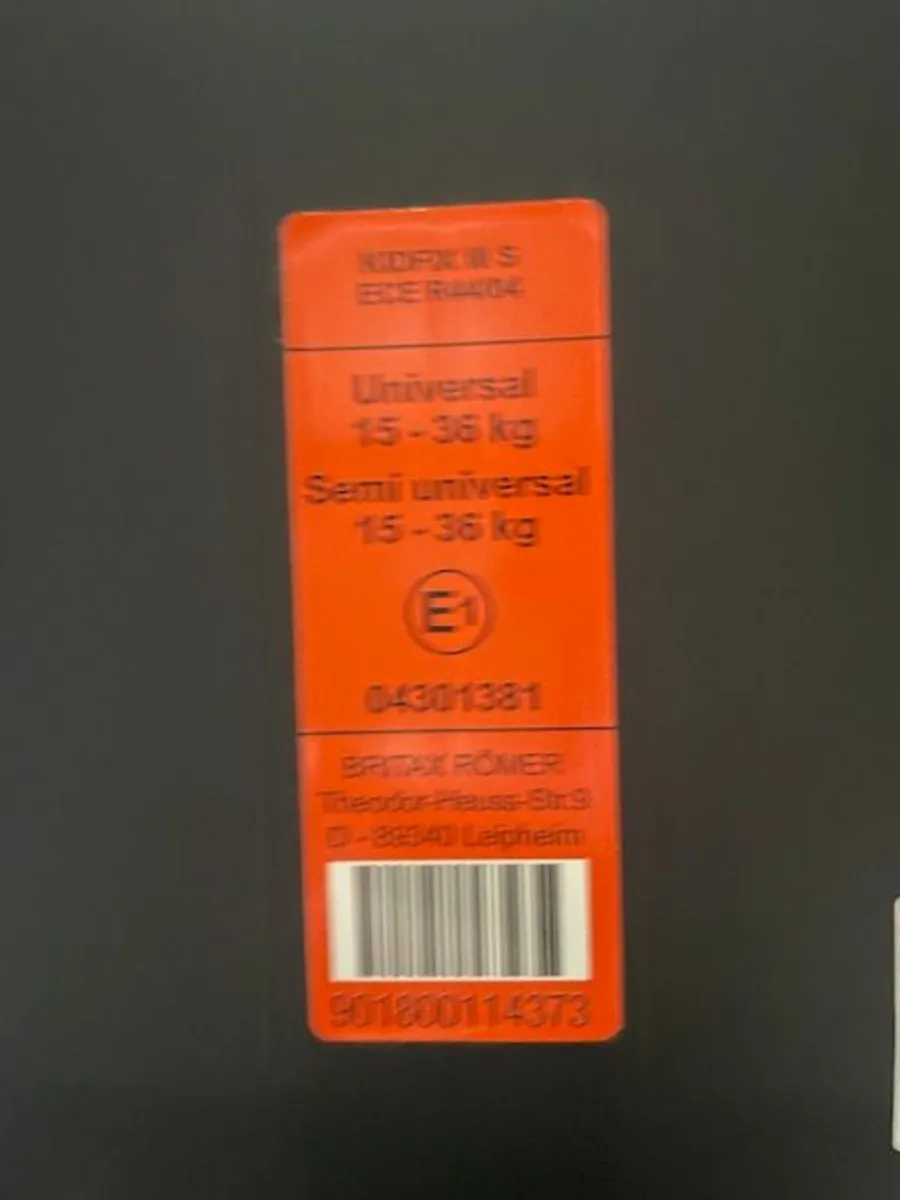 KIDFIX III S
ECE R44/04
Universal
15 - 36 kg
Semi universal
15 - 36 kg
E1
04301381
BRITAX RÖMER
Theodor-Heuss-Str.9
D - 89340 Leipheim
901800114373